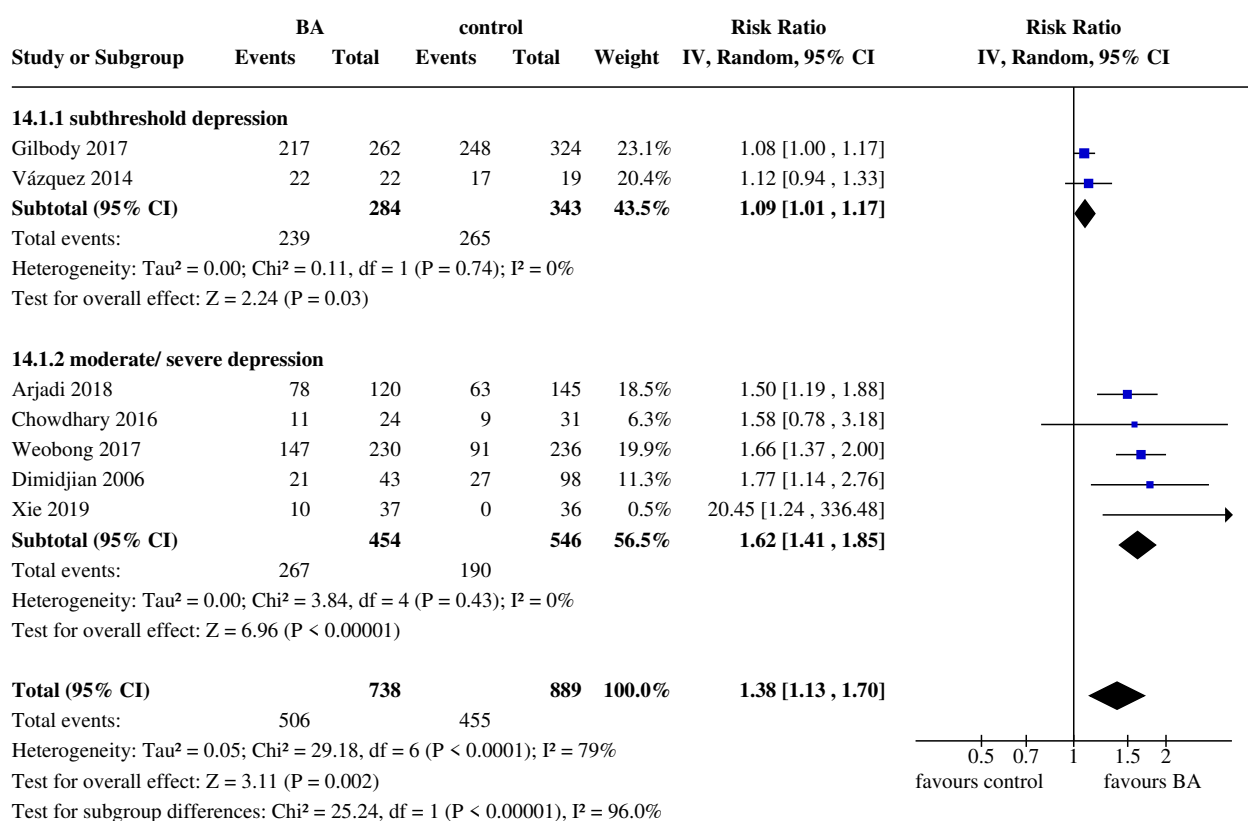 BA control Risk Ratio Risk Ratio
Study or Subgroup Events Total Events Total Weight IV, Random, 95% CI IV, Random, 95% CI
14.1.1 subthreshold depression
Gilbody 2017 217 262 248 324 23.1% 1.08 [1.00 , 1.17]
Vázquez 2014 22 22 17 19 20.4% 1.12 [0.94 , 1.33]
Subtotal (95% CI) 284 343 43.5% 1.09 [1.01 , 1.17]
Total events: 239 265
Heterogeneity: Tau² = 0.00; Chi² = 0.11, df = 1 (P = 0.74); I² = 0%
Test for overall effect: Z = 2.24 (P = 0.03)
14.1.2 moderate/ severe depression
Arjadi 2018 78 120 63 145 18.5% 1.50 [1.19 , 1.88]
Chowdhary 2016 11 24 9 31 6.3% 1.58 [0.78 , 3.18]
Weobong 2017 147 230 91 236 19.9% 1.66 [1.37 , 2.00]
Dimidjian 2006 21 43 27 98 11.3% 1.77 [1.14 , 2.76]
Xie 2019 10 37 0 36 0.5% 20.45 [1.24 , 336.48]
Subtotal (95% CI) 454 546 56.5% 1.62 [1.41 , 1.85]
Total events: 267 190
Heterogeneity: Tau² = 0.00; Chi² = 3.84, df = 4 (P = 0.43); I² = 0%
Test for overall effect: Z = 6.96 (P < 0.00001)
Total (95% CI) 738 889 100.0% 1.38 [1.13 , 1.70]
Total events: 506 455
Heterogeneity: Tau² = 0.05; Chi² = 29.18, df = 6 (P < 0.0001); I² = 79%
0.5 0.7 1 1.5 2
Test for overall effect: Z = 3.11 (P = 0.002) favours control favours BA
Test for subgroup differences: Chi² = 25.24, df = 1 (P < 0.00001), I² = 96.0%